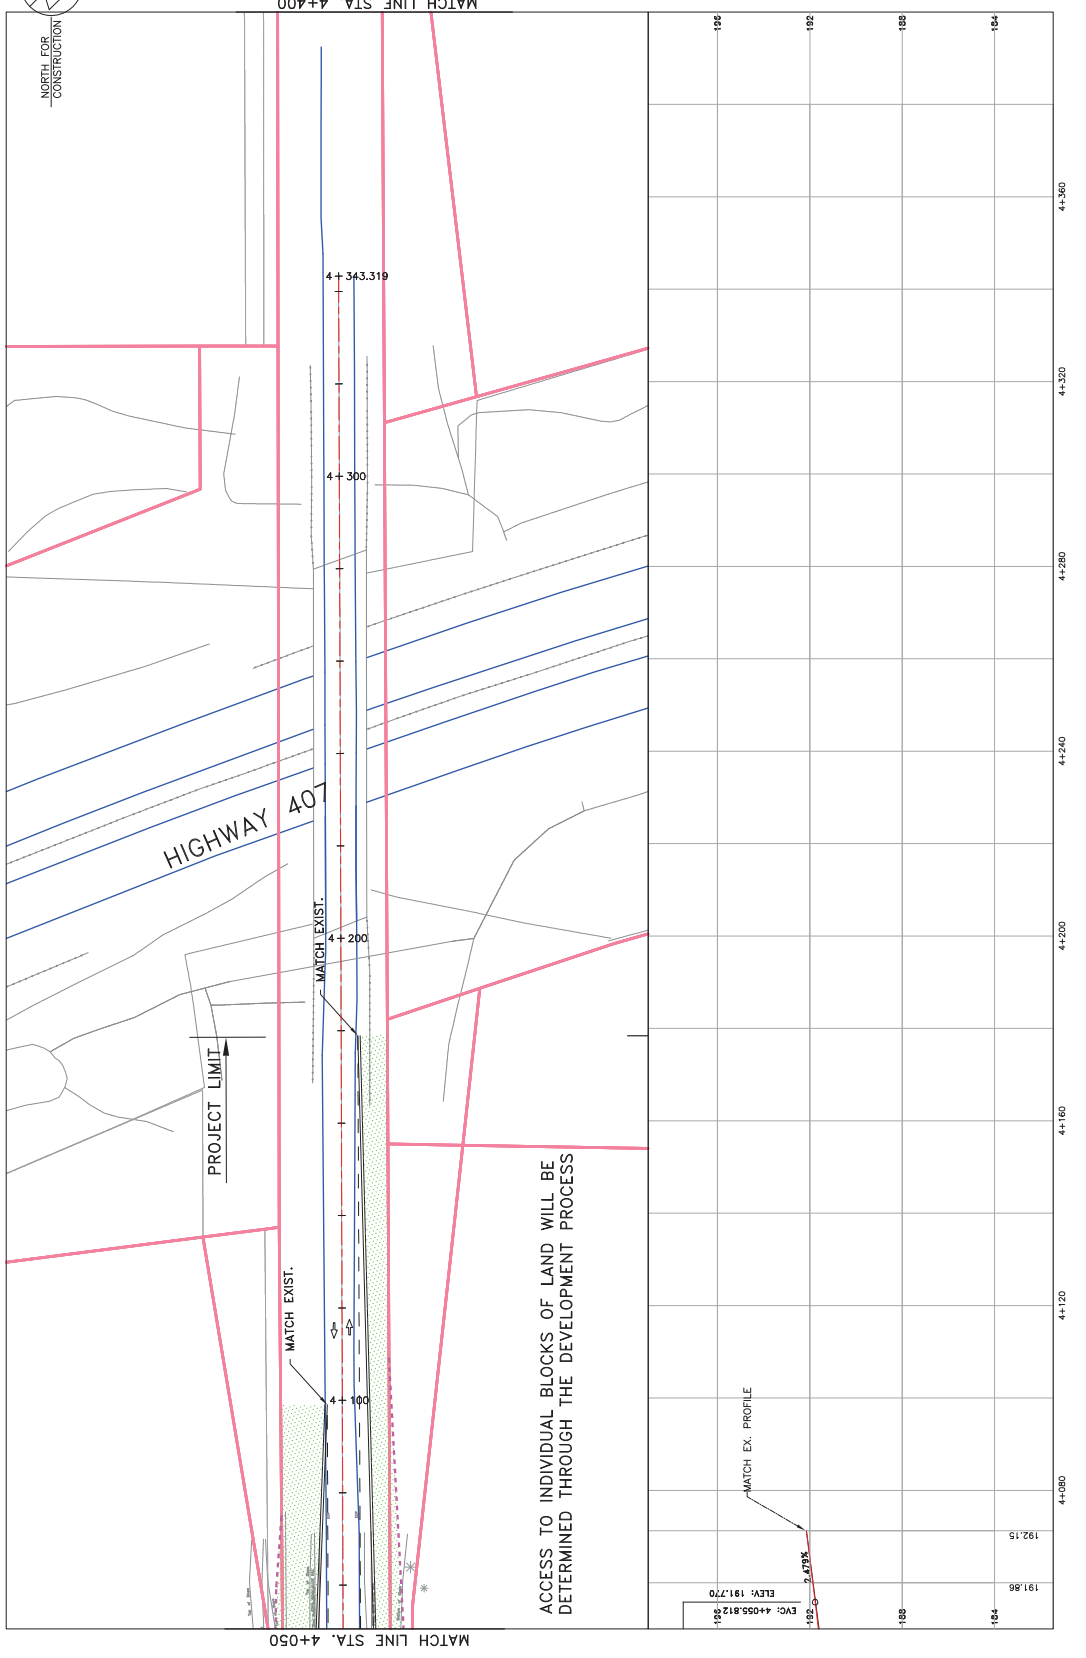 MATCH LINE STA. 4+400
NORTH FOR
CONSTRUCTION
4+343.319
4+300
HIGHWAY 407
MATCH EXIST.
4+200
PROJECT LIMIT
MATCH EXIST.
4+100
ACCESS TO INDIVIDUAL BLOCKS OF LAND WILL BE
DETERMINED THROUGH THE DEVELOPMENT PROCESS
MATCH LINE STA. 4+050
196
192
188
184
4+360
4+320
4+280
4+240
4+200
4+160
4+120
4+080
MATCH EX. PROFILE
2.479%
EVC: 4+055.812
ELEV: 191.770
192.15
191.86
196
192
188
184